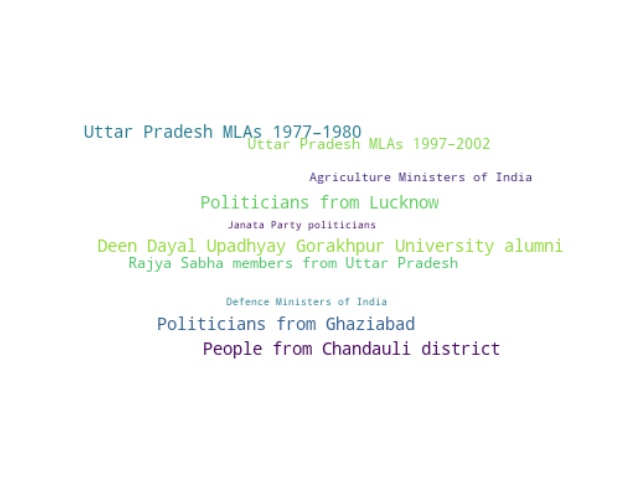 Uttar Pradesh MLAs 1977–1980
Uttar Pradesh MLAs 1997–2002
Agriculture Ministers of India
Politicians from Lucknow
Janata Party politicians
Deen Dayal Upadhyay Gorakhpur University alumni
Rajya Sabha members from Uttar Pradesh
Defence Ministers of India
Politicians from Ghaziabad
People from Chandauli district